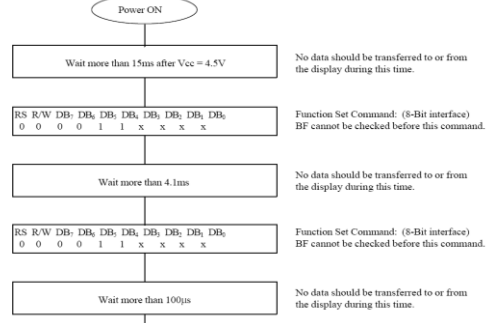 Power ON
Wait more than 15ms after Vcc = 4.5V
No data should be transferred to or from
the display during this time.
RS R/W DB₇ DB₆ DB₅ DB₄ DB₃ DB₂ DB₁ DB₀
0 0 0 0 1 1 x x x x
Function Set Command: (8-Bit interface)
BF cannot be checked before this command.
Wait more than 4.1ms
No data should be transferred to or from
the display during this time.
RS R/W DB₇ DB₆ DB₅ DB₄ DB₃ DB₂ DB₁ DB₀
0 0 0 0 1 1 x x x x
Function Set Command: (8-Bit interface)
BF cannot be checked before this command.
Wait more than 100μs
No data should be transferred to or from
the display during this time.